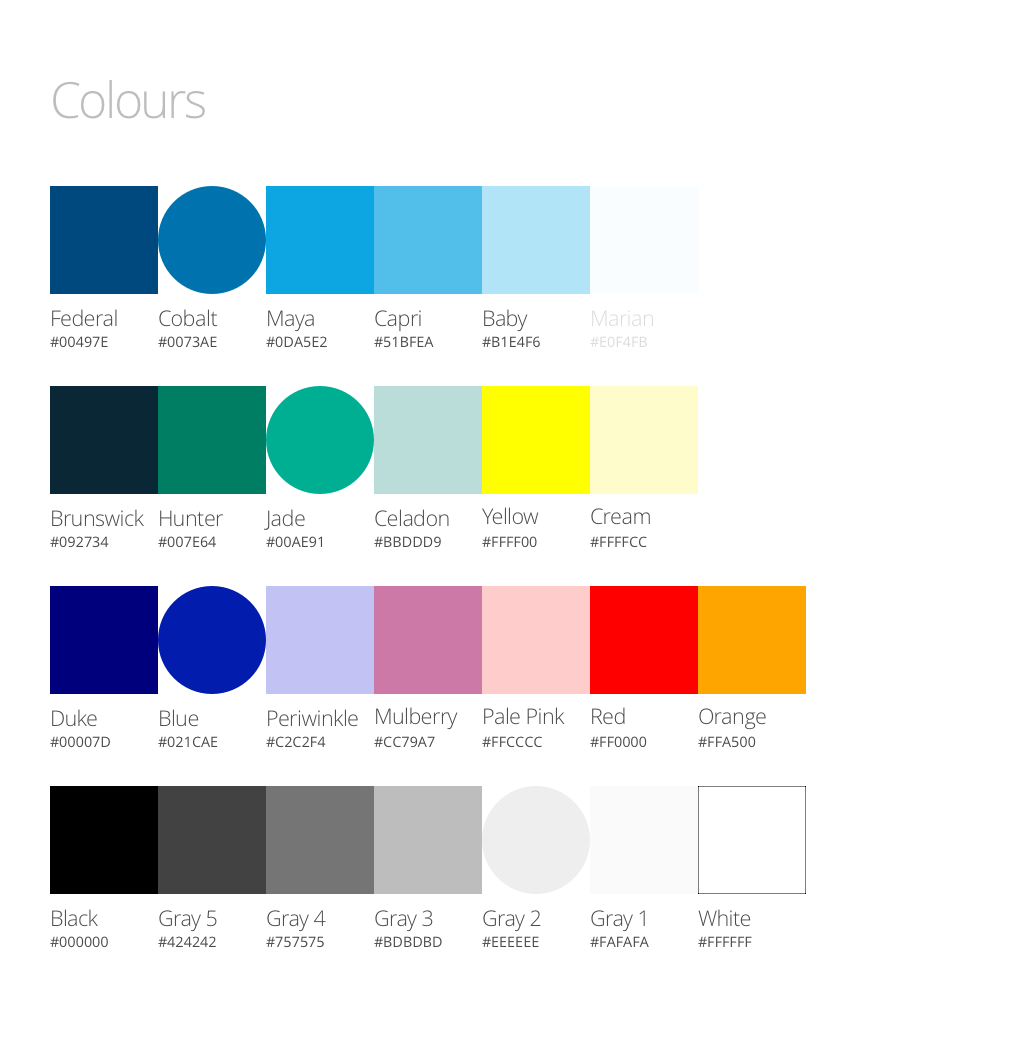 Colours
Federal Cobalt Maya Capri Baby Marian
#00497E #0073AE #0DA5E2 #51BFEA #B1E4F6 #E0F4FB
Brunswick Hunter Jade Celadon Yellow Cream
#092734 #007E64 #00AE91 #BBDDD9 #FFFF00 #FFFFCC
Duke Blue Periwinkle Mulberry Pale Pink Red Orange
#00007D #021CAE #C2C2F4 #CC79A7 #FFCCCC #FF0000 #FFA500
Black Gray 5 Gray 4 Gray 3 Gray 2 Gray 1 White
#000000 #424242 #757575 #BDBDBD #EEEEEE #FAFAFA #FFFFFF